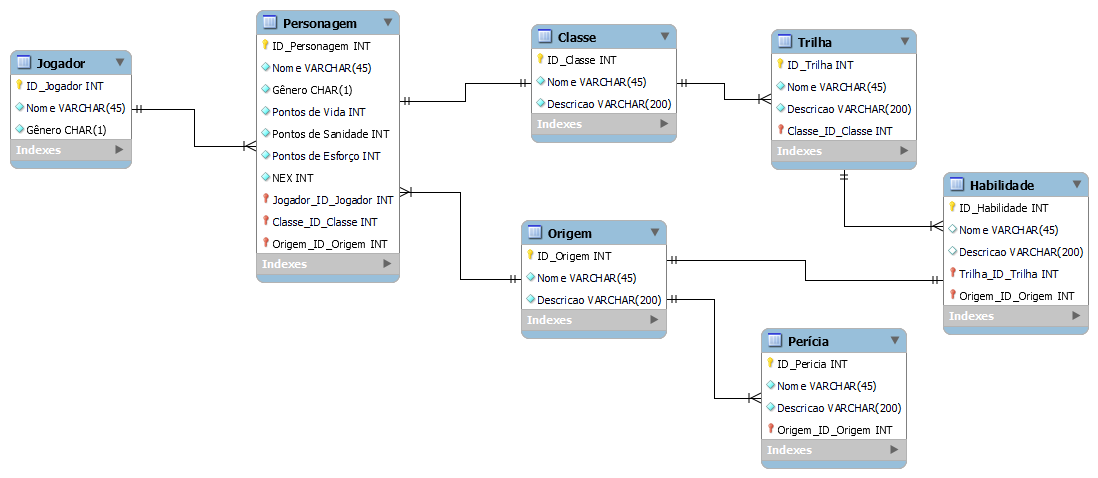 Jogador
ID_Jogador INT
Nome VARCHAR(45)
Gênero CHAR(1)
Indexes
Personagem
ID_Personagem INT
Nome VARCHAR(45)
Gênero CHAR(1)
Pontos de Vida INT
Pontos de Sanidade INT
Pontos de Esforço INT
NEX INT
Jogador_ID_Jogador INT
Classe_ID_Classe INT
Origem_ID_Origem INT
Indexes
Classe
ID_Classe INT
Nome VARCHAR(45)
Descricao VARCHAR(200)
Indexes
Trilha
ID_Trilha INT
Nome VARCHAR(45)
Descricao VARCHAR(200)
Classe_ID_Classe INT
Indexes
Habilidade
ID_Habilidade INT
Nome VARCHAR(45)
Descricao VARCHAR(200)
Trilha_ID_Trilha INT
Origem_ID_Origem INT
Indexes
Origem
ID_Origem INT
Nome VARCHAR(45)
Descricao VARCHAR(200)
Indexes
Perícia
ID_Pericia INT
Nome VARCHAR(45)
Descricao VARCHAR(200)
Origem_ID_Origem INT
Indexes